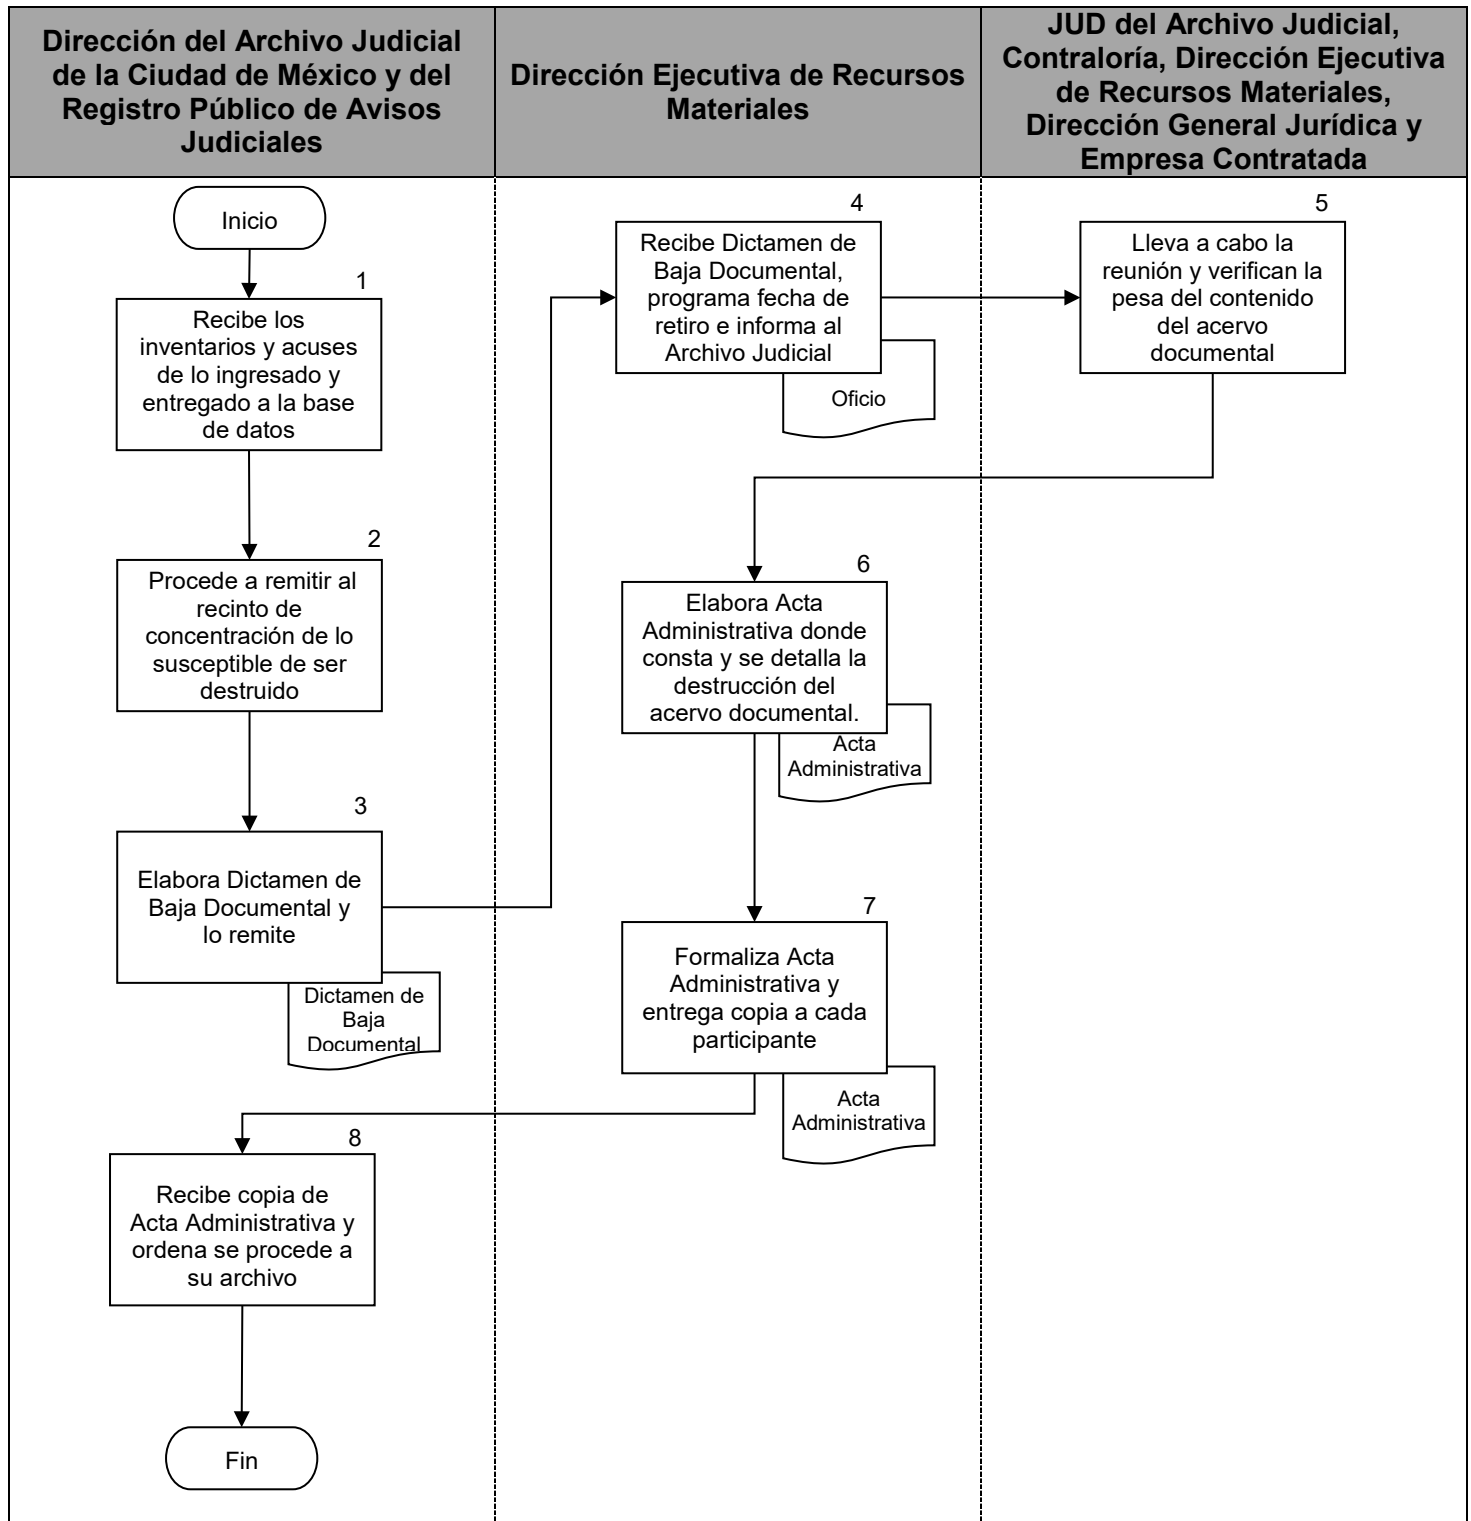 Dirección del Archivo Judicial
de la Ciudad de México y del
Registro Público de Avisos
Judiciales
Dirección Ejecutiva de Recursos
Materiales
JUD del Archivo Judicial,
Contraloría, Dirección Ejecutiva
de Recursos Materiales,
Dirección General Jurídica y
Empresa Contratada
Inicio
1
Recibe los
inventarios y acuses
de lo ingresado y
entregado a la base
de datos
2
Procede a remitir al
recinto de
concentración de lo
susceptible de ser
destruido
3
Elabora Dictamen de
Baja Documental y
lo remite
Dictamen de
Baja
Documental
4
Recibe Dictamen de
Baja Documental,
programa fecha de
retiro e informa al
Archivo Judicial
Oficio
5
Lleva a cabo la
reunión y verifican la
pesa del contenido
del acervo
documental
6
Elabora Acta
Administrativa donde
consta y se detalla la
destrucción del
acervo documental.
Acta
Administrativa
7
Formaliza Acta
Administrativa y
entrega copia a cada
participante
Acta
Administrativa
8
Recibe copia de
Acta Administrativa y
ordena se procede a
su archivo
Fin